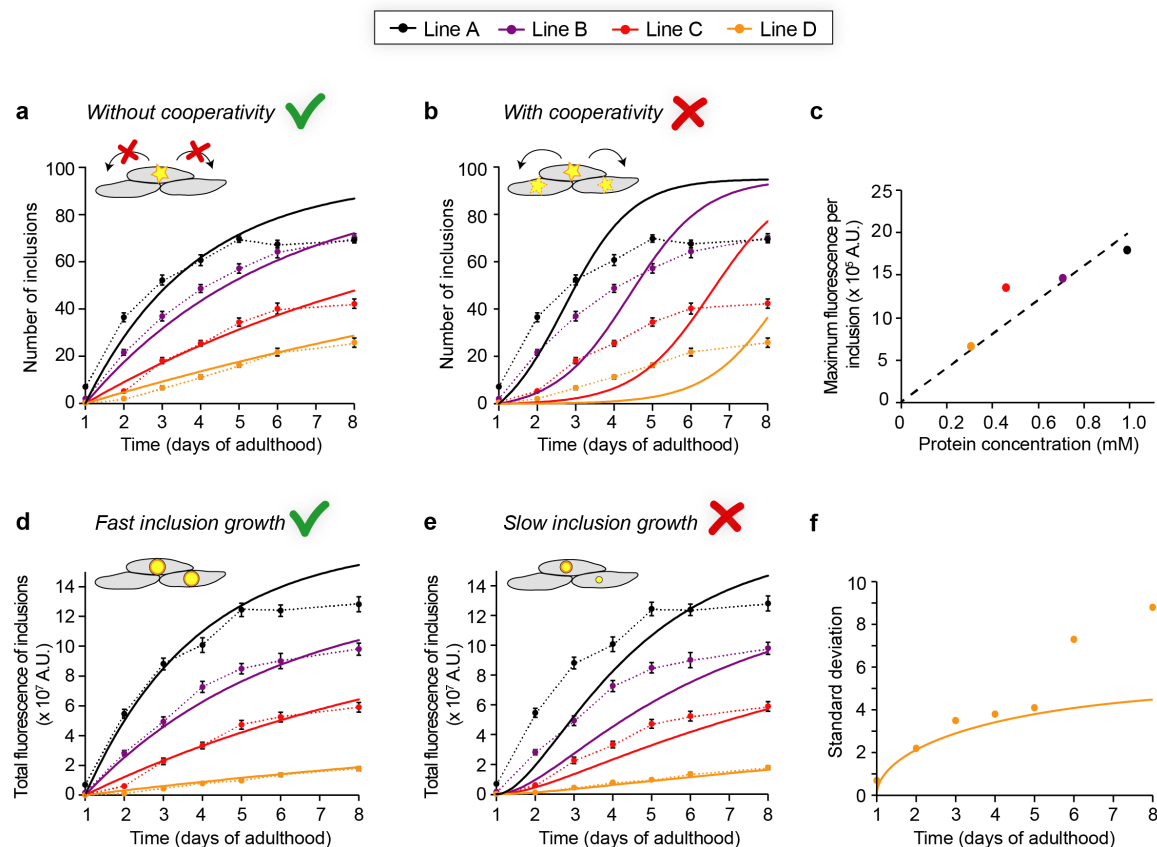 Line A Line B Line C Line D
a Without cooperativity
100
80
60
40
20
0
Number of inclusions
1 2 3 4 5 6 7 8
Time (days of adulthood)
b With cooperativity
100
80
60
40
20
0
Number of inclusions
1 2 3 4 5 6 7 8
Time (days of adulthood)
c
25
20
15
10
5
0
Maximum fluorescence per
inclusion (x 10⁵ A.U.)
0 0.2 0.4 0.6 0.8 1.0
Protein concentration (mM)
d Fast inclusion growth
14
12
10
8
6
4
2
0
Total fluorescence of inclusions
(x 10⁷ A.U.)
1 2 3 4 5 6 7 8
Time (days of adulthood)
e Slow inclusion growth
14
12
10
8
6
4
2
0
Total fluorescence of inclusions
(x 10⁷ A.U.)
1 2 3 4 5 6 7 8
Time (days of adulthood)
f
10
8
6
4
2
0
Standard deviation
1 2 3 4 5 6 7 8
Time (days of adulthood)